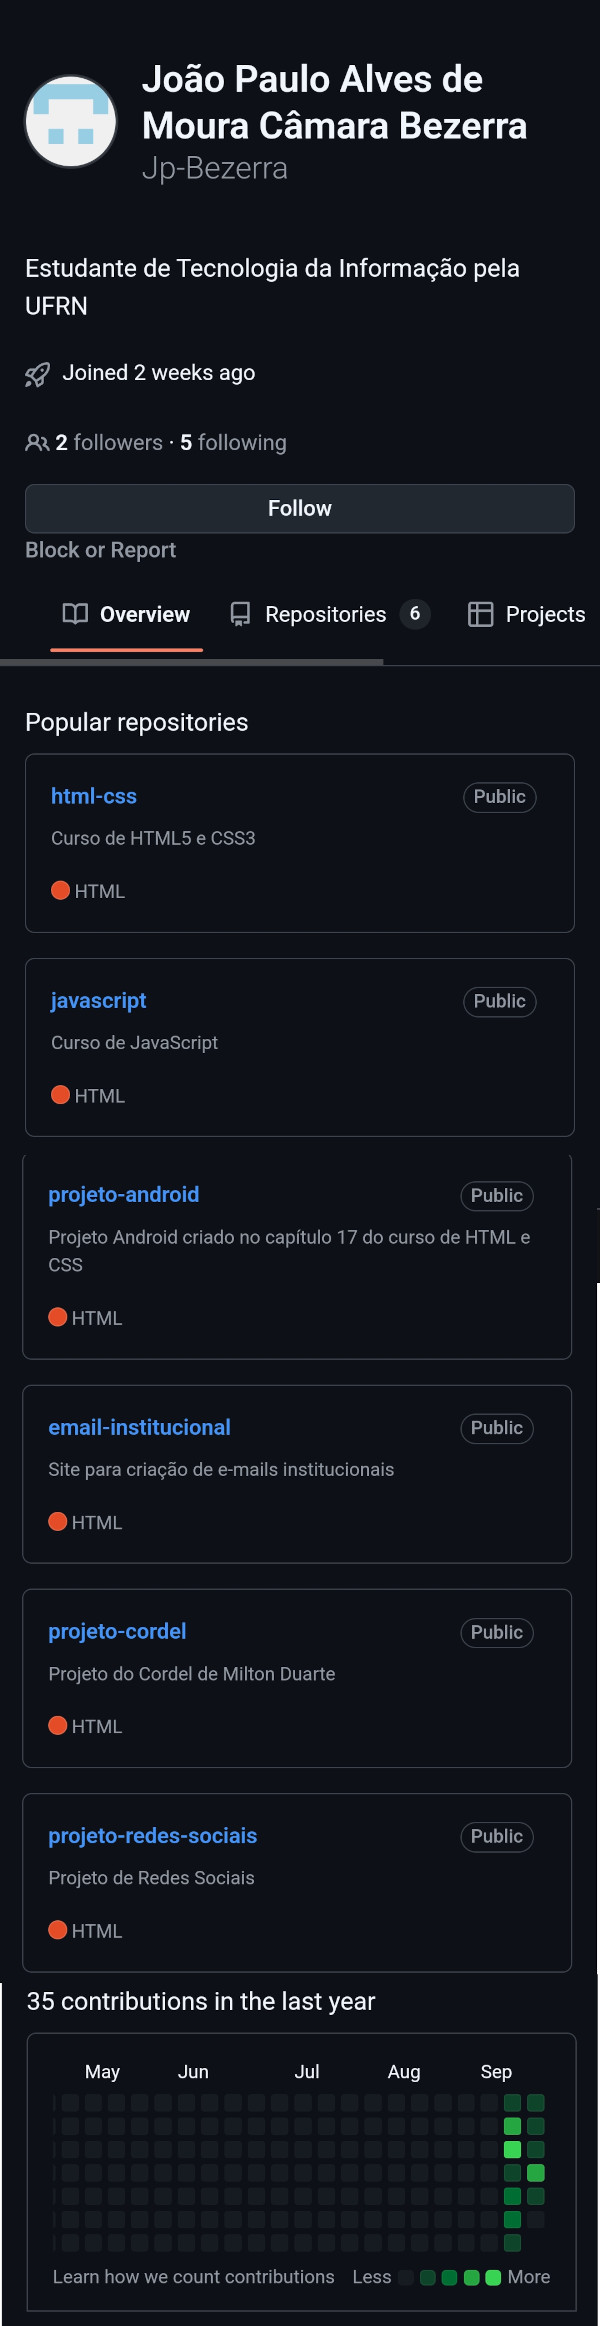 João Paulo Alves de
Moura Câmara Bezerra
Jp-Bezerra
Estudante de Tecnologia da Informação pela
UFRN
Joined 2 weeks ago
2 followers · 5 following
Follow
Block or Report
Overview Repositories 6 Projects
Popular repositories
html-css Public
Curso de HTML5 e CSS3
HTML
javascript Public
Curso de JavaScript
HTML
projeto-android Public
Projeto Android criado no capítulo 17 do curso de HTML e
CSS
HTML
email-institucional Public
Site para criação de e-mails institucionais
HTML
projeto-cordel Public
Projeto do Cordel de Milton Duarte
HTML
projeto-redes-sociais Public
Projeto de Redes Sociais
HTML
35 contributions in the last year
May Jun Jul Aug Sep
Learn how we count contributions Less More